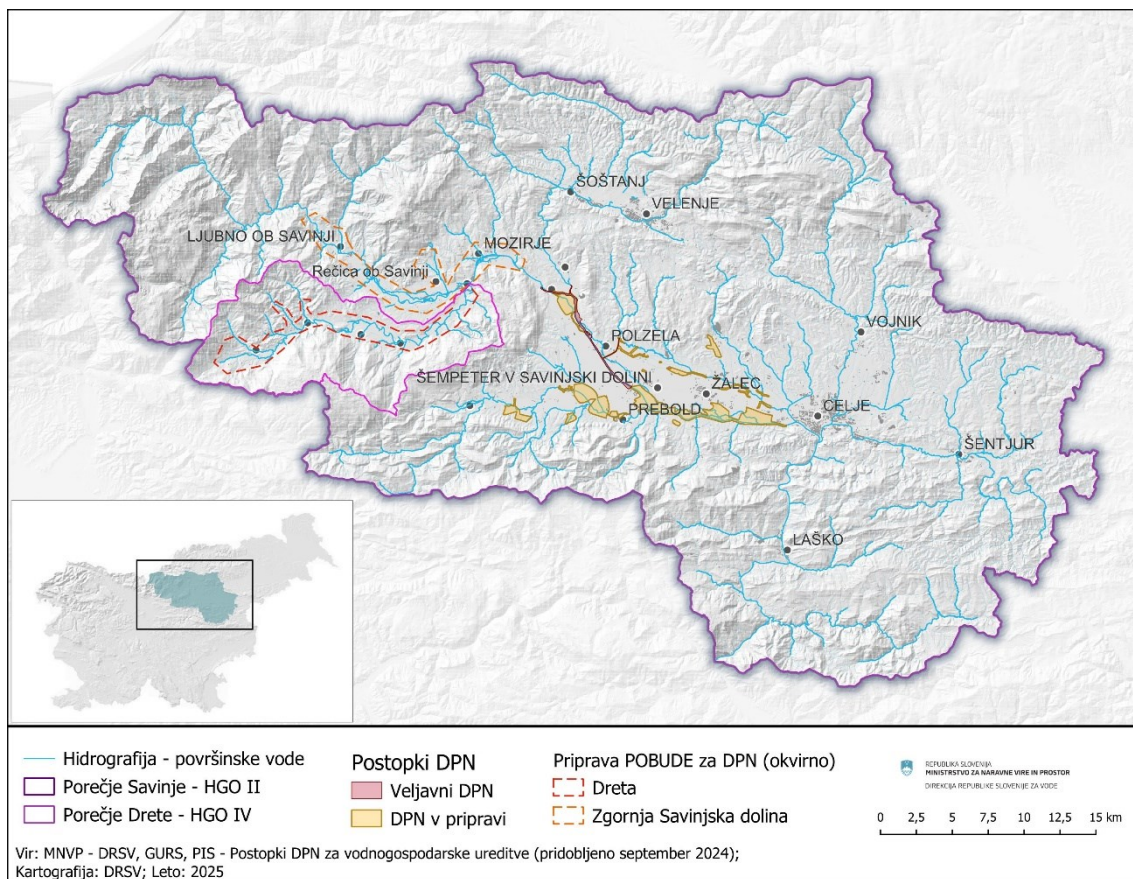 ŠOŠTANJ
VELENJE
LJUBNO OB SAVINJI
MOZIRJE
Rečica ob Savinji
VOJNIK
POLZELA
ŠEMPETER V SAVINJSKI DOLINI
ŽALEC
CELJE
PREBOLD
ŠENTJUR
LAŠKO
Hidrografija - površinske vode
Porečje Savinje - HGO II
Porečje Drete - HGO IV
Postopki DPN
Veljavni DPN
DPN v pripravi
Priprava POBUDE za DPN (okvirno)
Dreta
Zgornja Savinjska dolina
REPUBLIKA SLOVENIJA
MINISTRSTVO ZA NARAVNE VIRE IN PROSTOR
DIREKCIJA REPUBLIKE SLOVENIJE ZA VODE
0 2,5 5 7,5 10 12,5 15 km
Vir: MNVP - DRSV, GURS, PIS - Postopki DPN za vodnogospodarske ureditve (pridobljeno september 2024);
Kartografija: DRSV; Leto: 2025